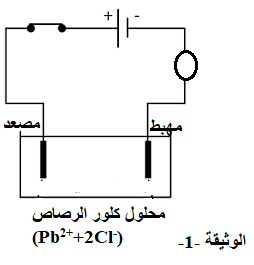 + -
مصعد مهبط
محلول كلور الرصاص
(Pb²⁺+2Cl⁻)
الوثيقة -1-